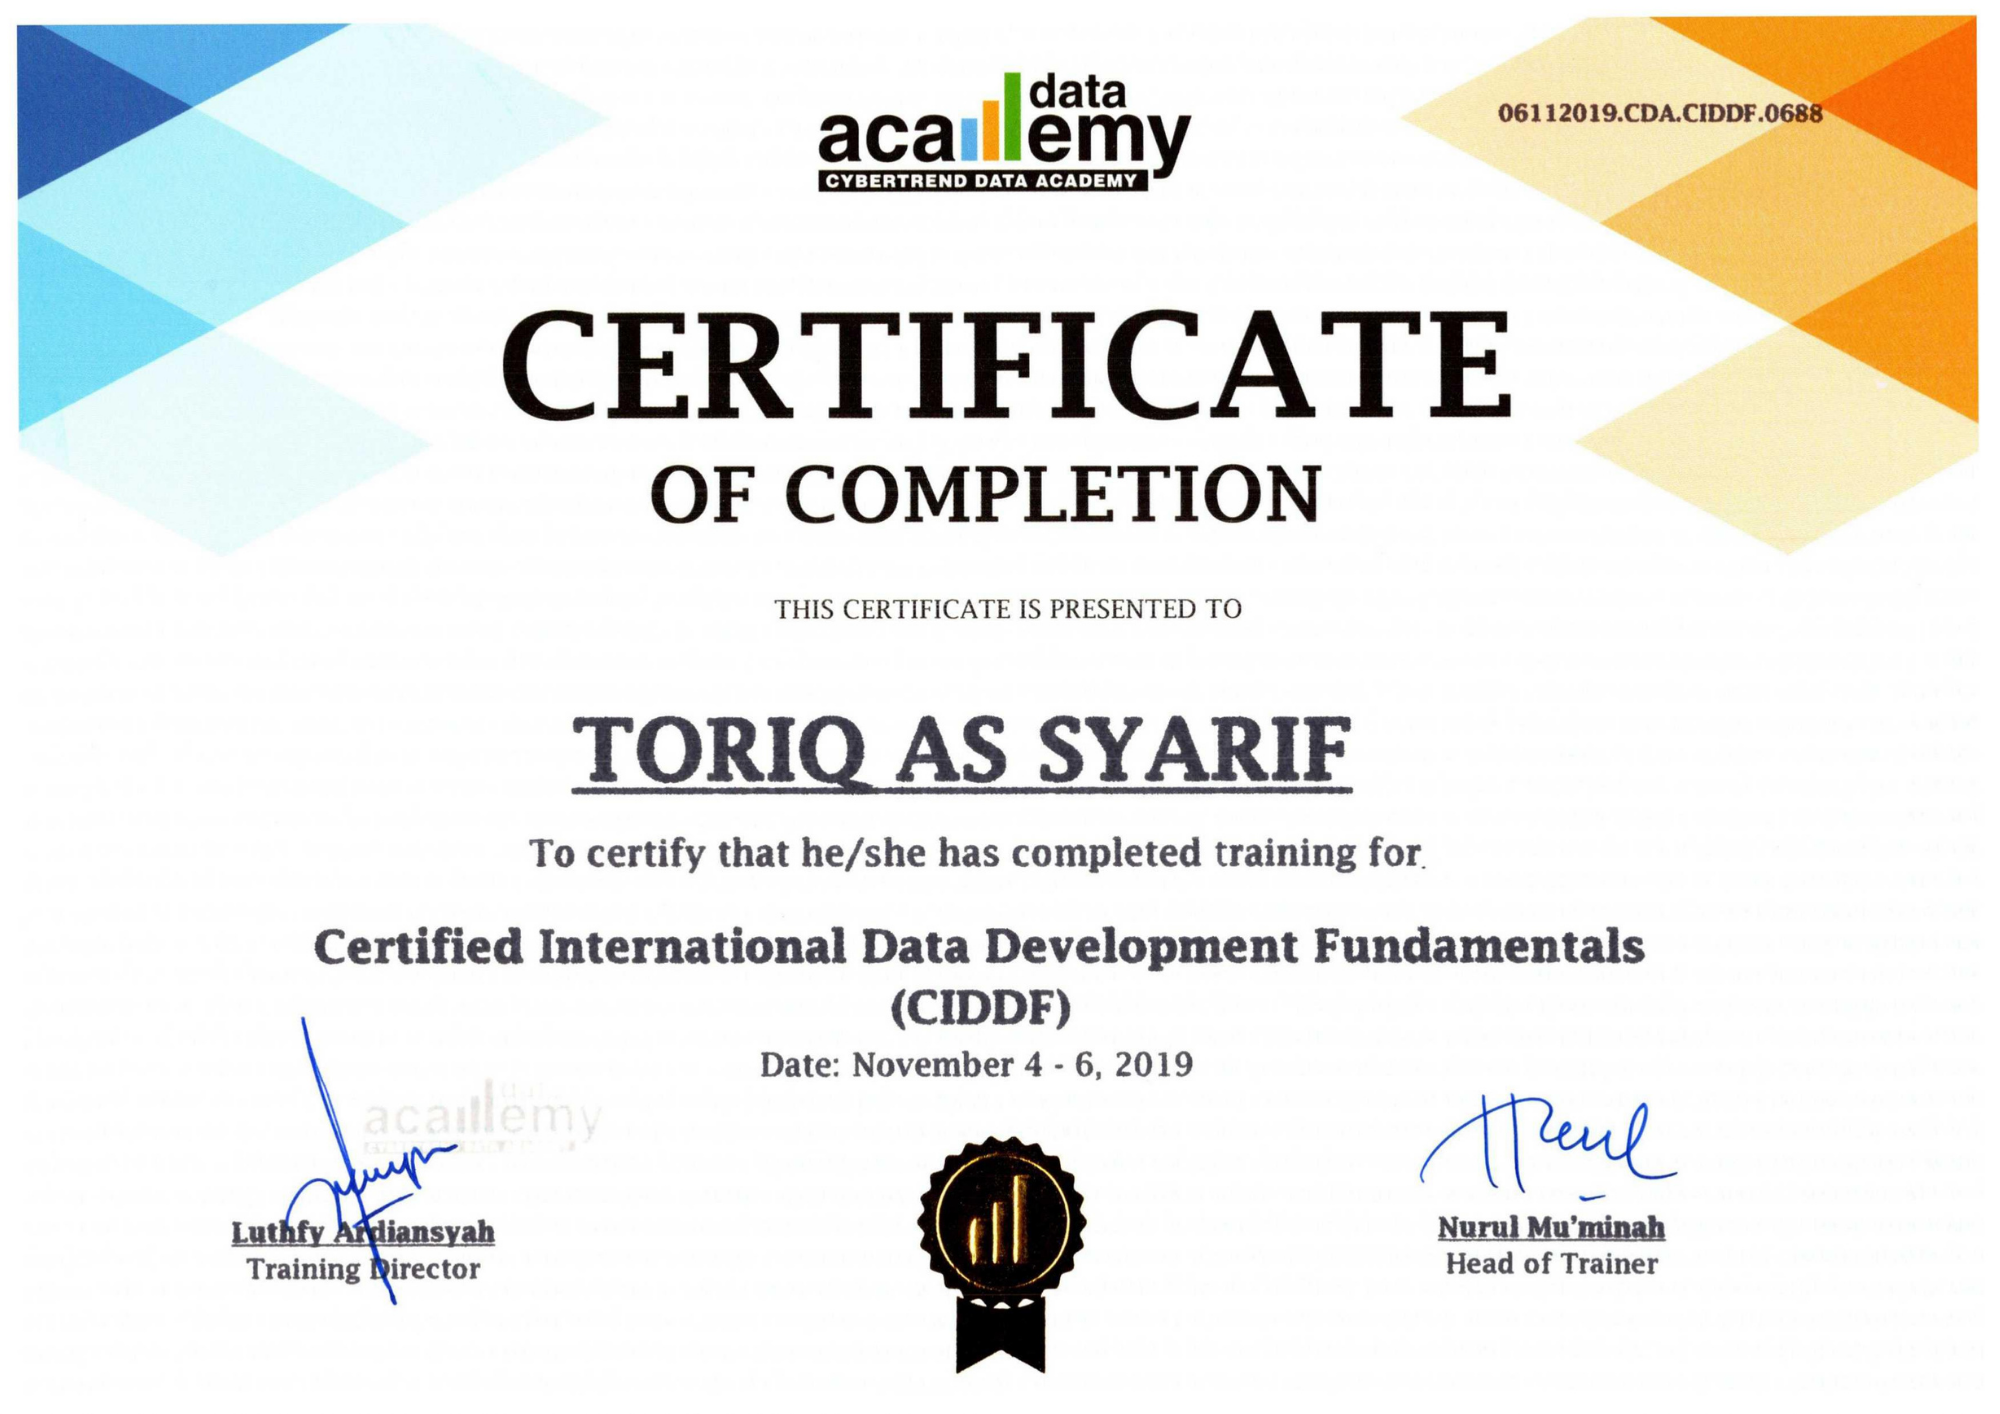 data
academy
CYBERTREND DATA ACADEMY
06112019.CDA.CIDDF.0688
CERTIFICATE
OF COMPLETION
THIS CERTIFICATE IS PRESENTED TO
TORIQ AS SYARIF
To certify that he/she has completed training for.
Certified International Data Development Fundamentals
(CIDDF)
Date: November 4 - 6, 2019
academy
Luthfy Ardiansyah
Training Director
Nurul Mu'minah
Head of Trainer